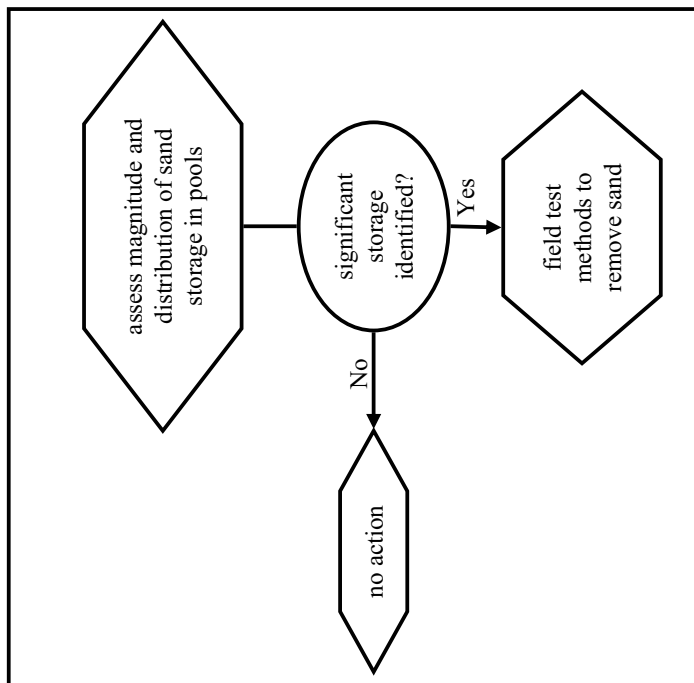 assess magnitude and
distribution of sand
storage in pools
significant
storage
identified?
Yes
field test
methods to
remove sand
No
no action